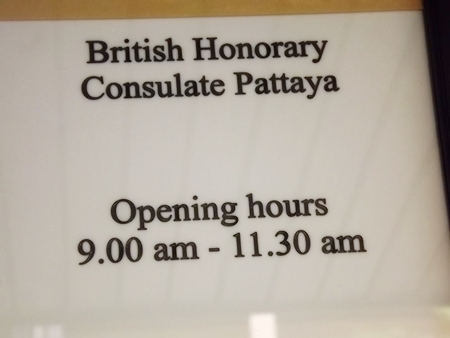 British Honorary
Consulate Pattaya
Opening hours
9.00 am - 11.30 am